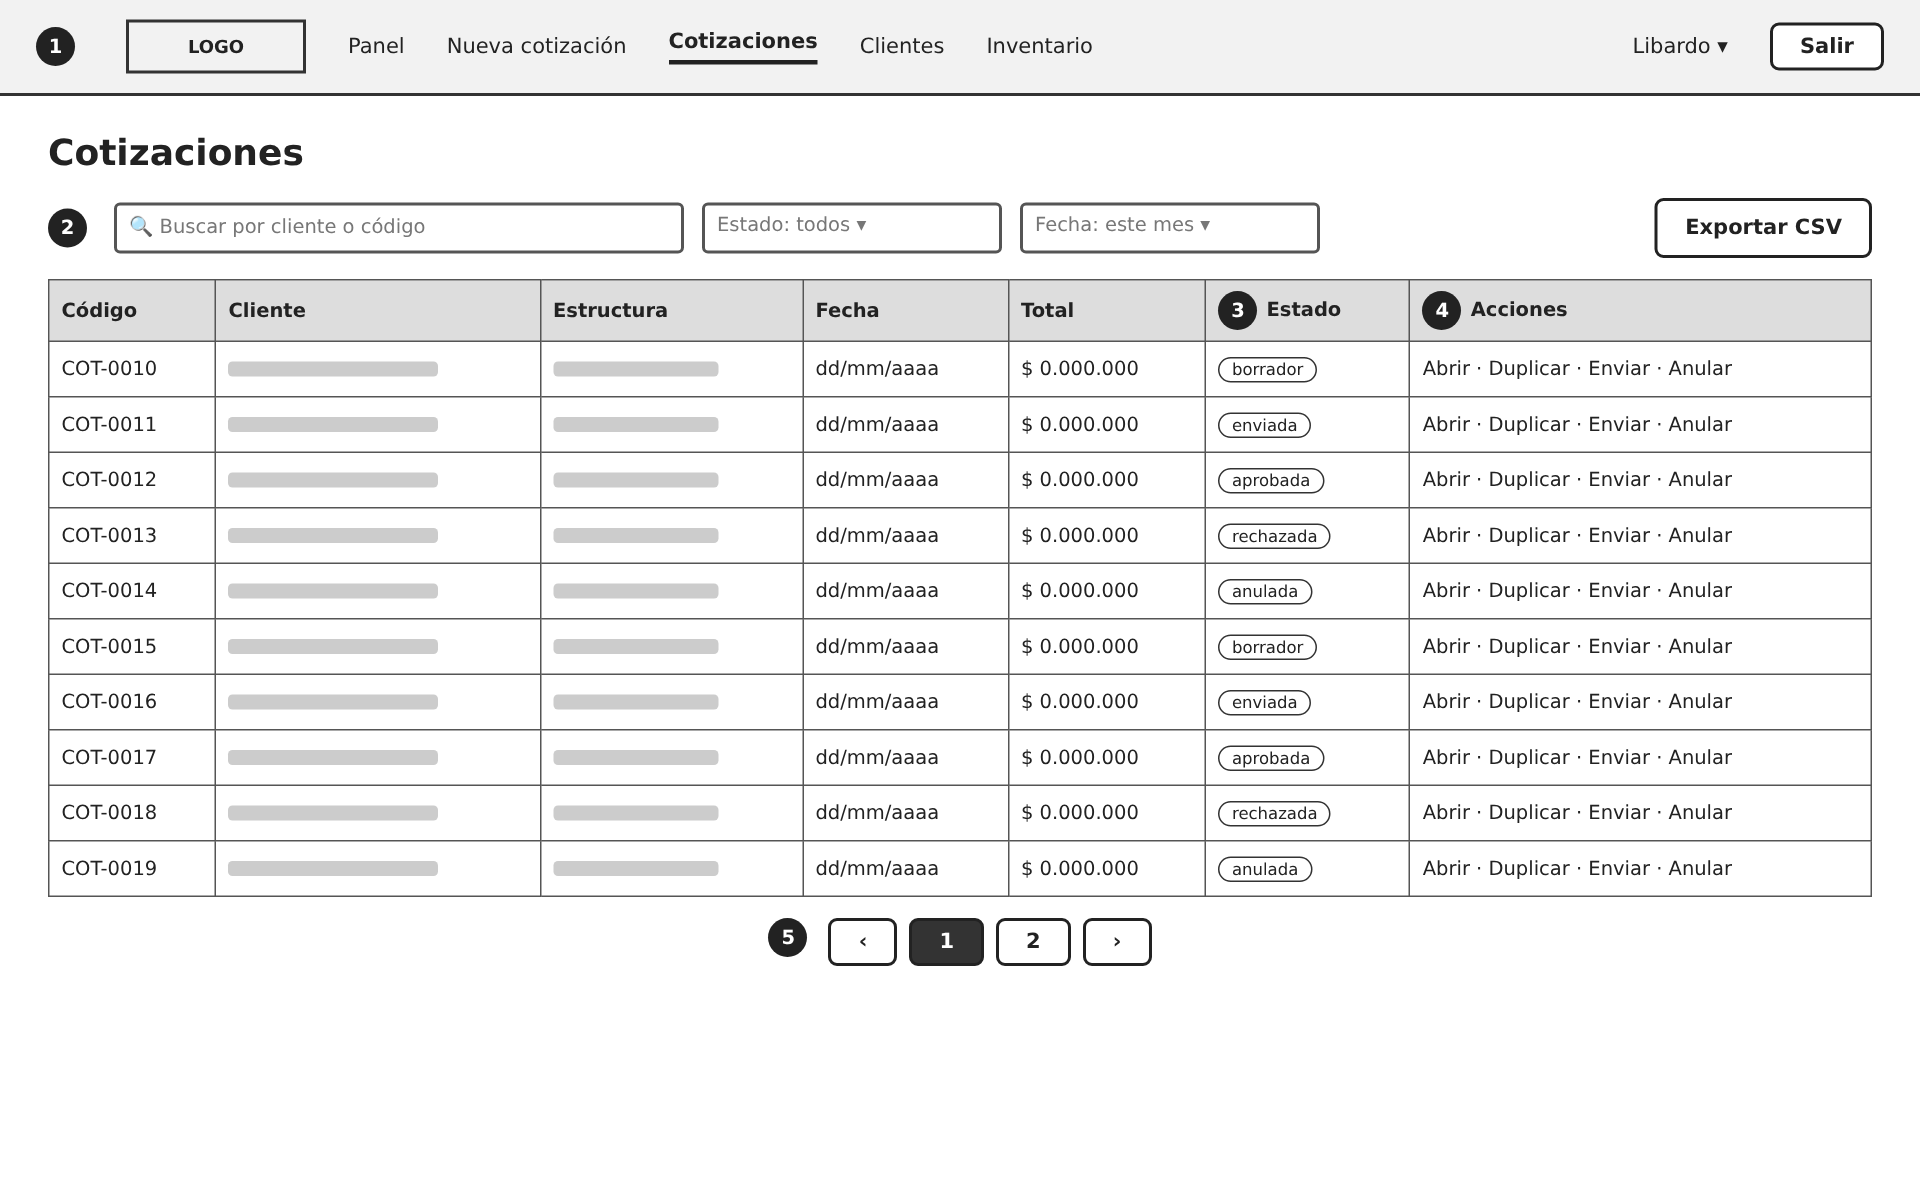 1 LOGO Panel Nueva cotización Cotizaciones Clientes Inventario Libardo ▾ Salir
Cotizaciones
2 🔍 Buscar por cliente o código Estado: todos ▾ Fecha: este mes ▾ Exportar CSV
Código Cliente Estructura Fecha Total 3 Estado 4 Acciones
COT-0010 dd/mm/aaaa $ 0.000.000 borrador Abrir · Duplicar · Enviar · Anular
COT-0011 dd/mm/aaaa $ 0.000.000 enviada Abrir · Duplicar · Enviar · Anular
COT-0012 dd/mm/aaaa $ 0.000.000 aprobada Abrir · Duplicar · Enviar · Anular
COT-0013 dd/mm/aaaa $ 0.000.000 rechazada Abrir · Duplicar · Enviar · Anular
COT-0014 dd/mm/aaaa $ 0.000.000 anulada Abrir · Duplicar · Enviar · Anular
COT-0015 dd/mm/aaaa $ 0.000.000 borrador Abrir · Duplicar · Enviar · Anular
COT-0016 dd/mm/aaaa $ 0.000.000 enviada Abrir · Duplicar · Enviar · Anular
COT-0017 dd/mm/aaaa $ 0.000.000 aprobada Abrir · Duplicar · Enviar · Anular
COT-0018 dd/mm/aaaa $ 0.000.000 rechazada Abrir · Duplicar · Enviar · Anular
COT-0019 dd/mm/aaaa $ 0.000.000 anulada Abrir · Duplicar · Enviar · Anular
5 ‹ 1 2 ›